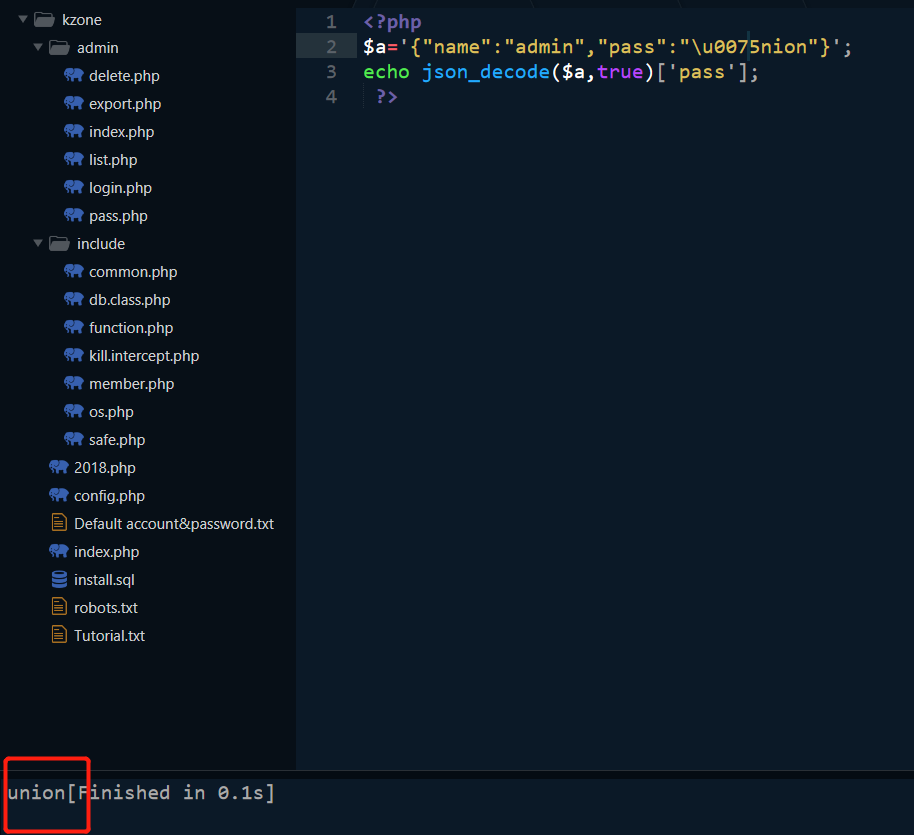 kzone
admin
delete.php
export.php
index.php
list.php
login.php
pass.php
include
common.php
db.class.php
function.php
kill.intercept.php
member.php
os.php
safe.php
2018.php
config.php
Default account&password.txt
index.php
install.sql
robots.txt
Tutorial.txt
1 <?php
2 $a='{"name":"admin","pass":"\u0075nion"}';
3 echo json_decode($a,true)['pass'];
4 ?>
union[Finished in 0.1s]